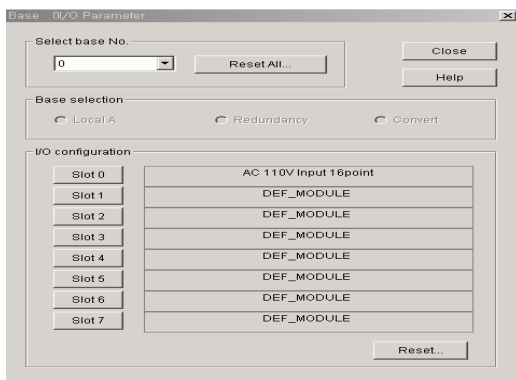 Base 0I/O Parameter
Select base No.
0
Reset All...
Close
Help
Base selection
Local A
Redundancy
Convert
I/O configuration
Slot 0 AC 110V Input 16point
Slot 1 DEF_MODULE
Slot 2 DEF_MODULE
Slot 3 DEF_MODULE
Slot 4 DEF_MODULE
Slot 5 DEF_MODULE
Slot 6 DEF_MODULE
Slot 7 DEF_MODULE
Reset...